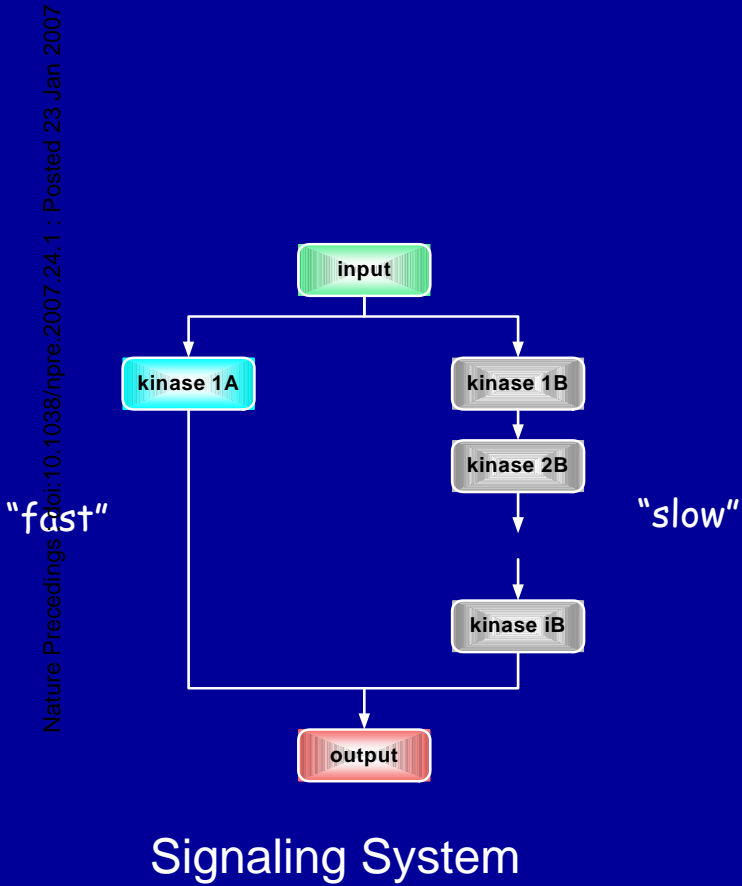 Nature Precedings : doi:10.1038/npre.2007.24.1 : Posted 23 Jan 2007
input
kinase 1A
kinase 1B
kinase 2B
"fast"
"slow"
kinase iB
output
Signaling System